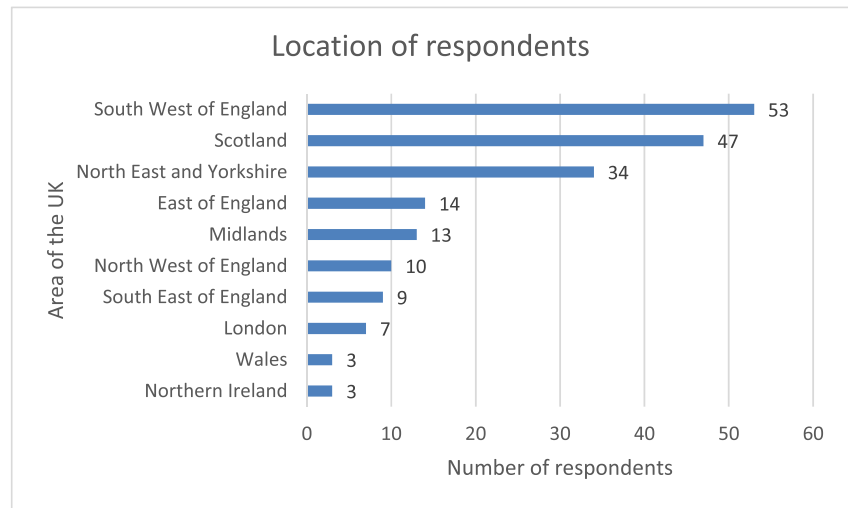 Location of respondents
Area of the UK
South West of England 53
Scotland 47
North East and Yorkshire 34
East of England 14
Midlands 13
North West of England 10
South East of England 9
London 7
Wales 3
Northern Ireland 3
0 10 20 30 40 50 60
Number of respondents